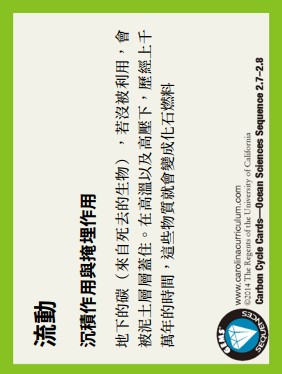 流動
沉積作用與掩埋作用
地下的碳（來自死去的生物），若沒被利用，會
被泥土層層蓋住。在高溫以及高壓下，歷經上千
萬年的時間，這些物質就會變成化石燃料
www.carolinacurriculum.com
©2014 The Regents of the University of California
Carbon Cycle Cards—Ocean Sciences Sequence 2.7–2.8
GEMS
SEQUENCES